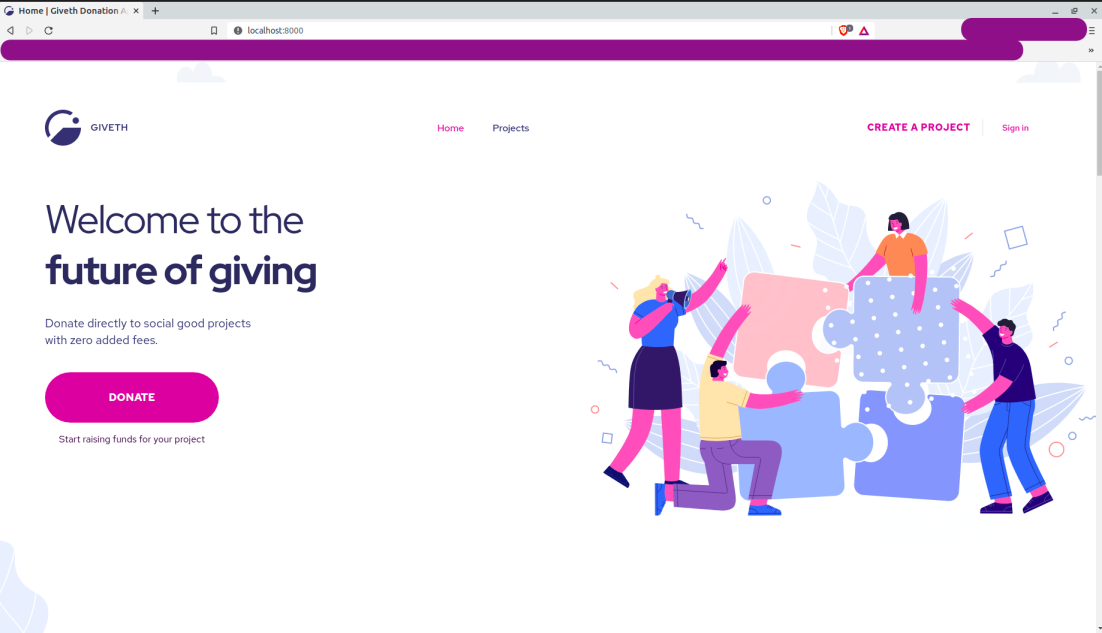 Home | Giveth Donation A
localhost:8000
1
»
GIVETH
Home
Projects
CREATE A PROJECT
Sign in
Welcome to the
future of giving
Donate directly to social good projects
with zero added fees.
DONATE
Start raising funds for your project